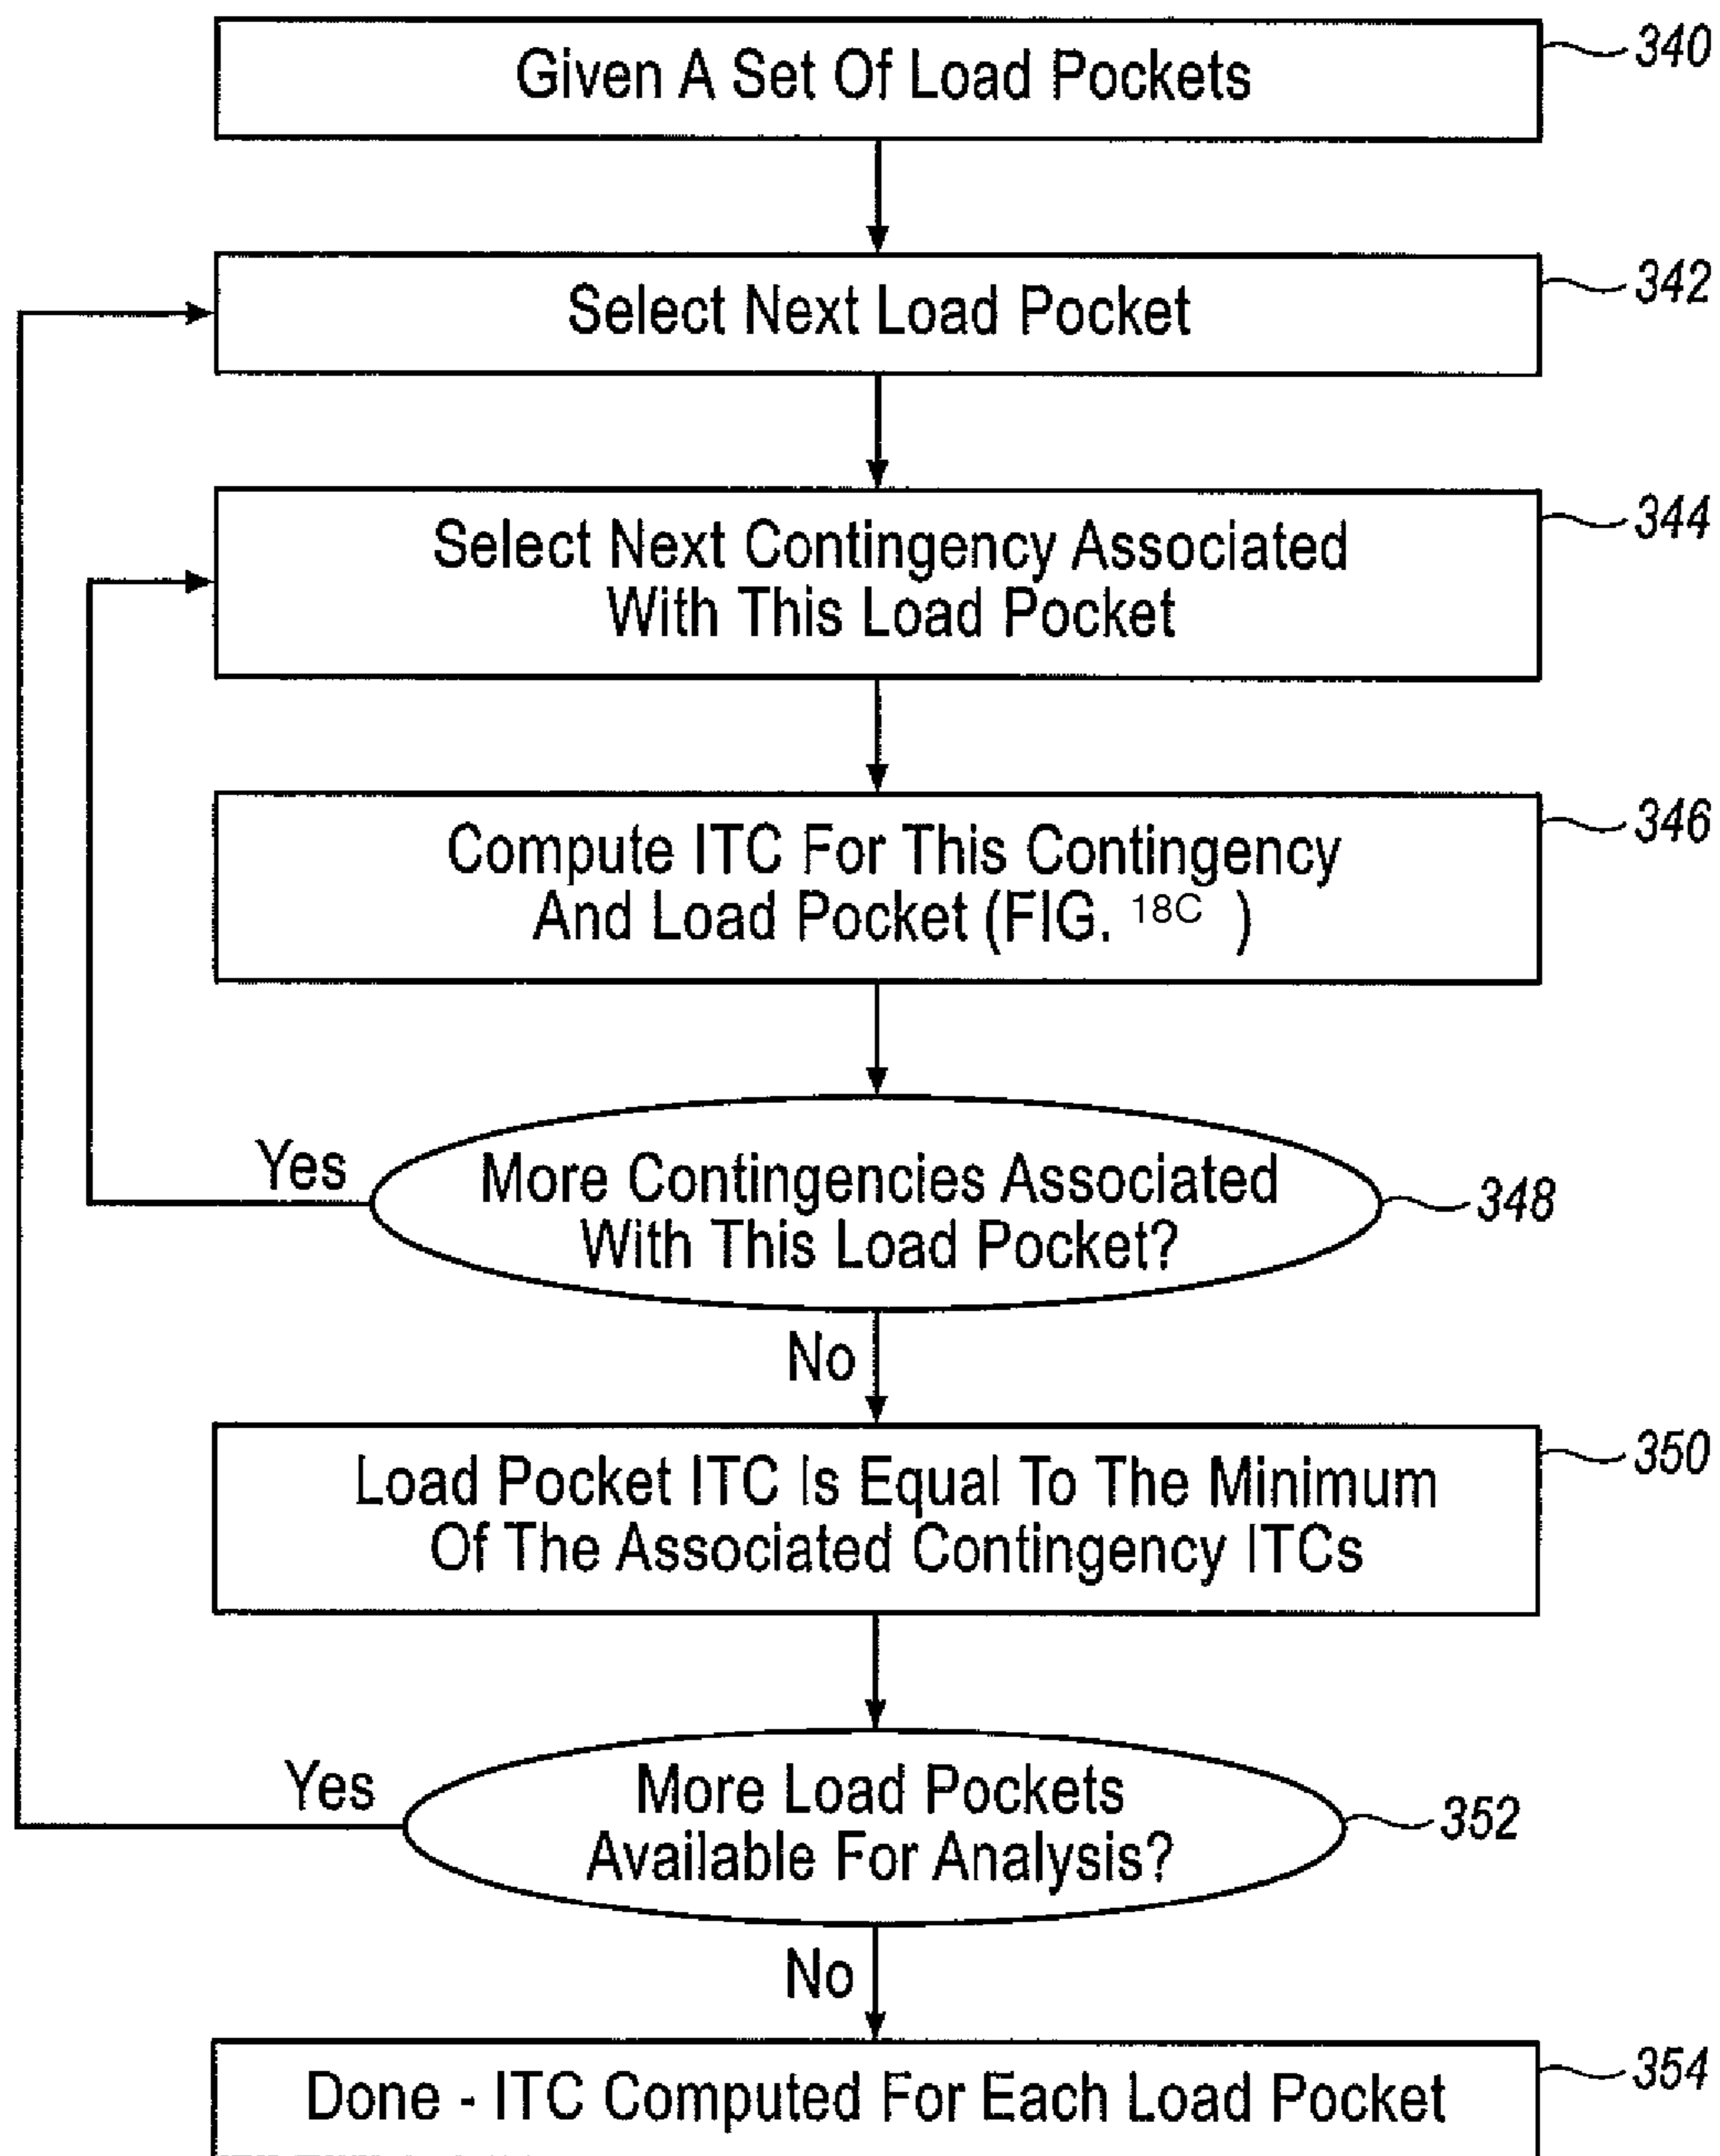 Given A Set Of Load Pockets
340
Select Next Load Pocket
342
Select Next Contingency Associated
With This Load Pocket
344
Compute ITC For This Contingency
And Load Pocket (FIG. 18C )
346
Yes
More Contingencies Associated
With This Load Pocket?
348
No
Load Pocket ITC Is Equal To The Minimum
Of The Associated Contingency ITCs
350
Yes
More Load Pockets
Available For Analysis?
352
No
Done - ITC Computed For Each Load Pocket
354